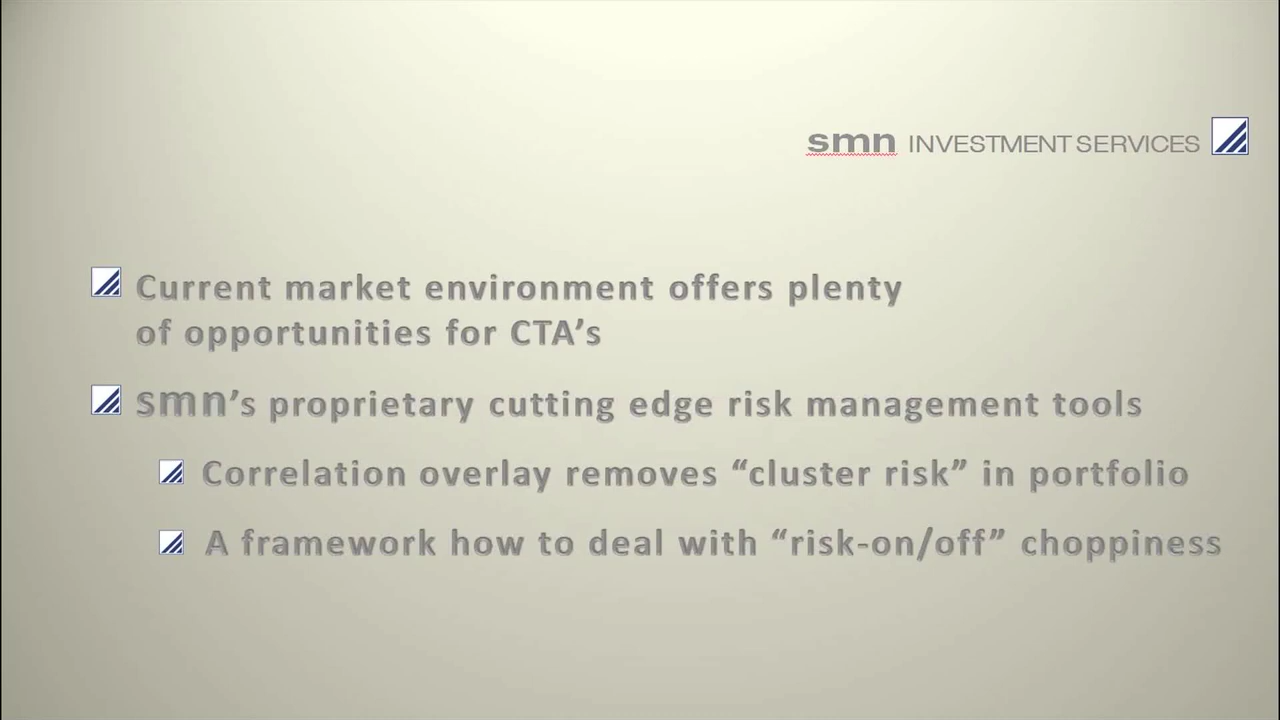 smn INVESTMENT SERVICES
Current market environment offers plenty
of opportunities for CTA’s
smn’s proprietary cutting edge risk management tools
Correlation overlay removes “cluster risk” in portfolio
A framework how to deal with “risk-on/off” choppiness